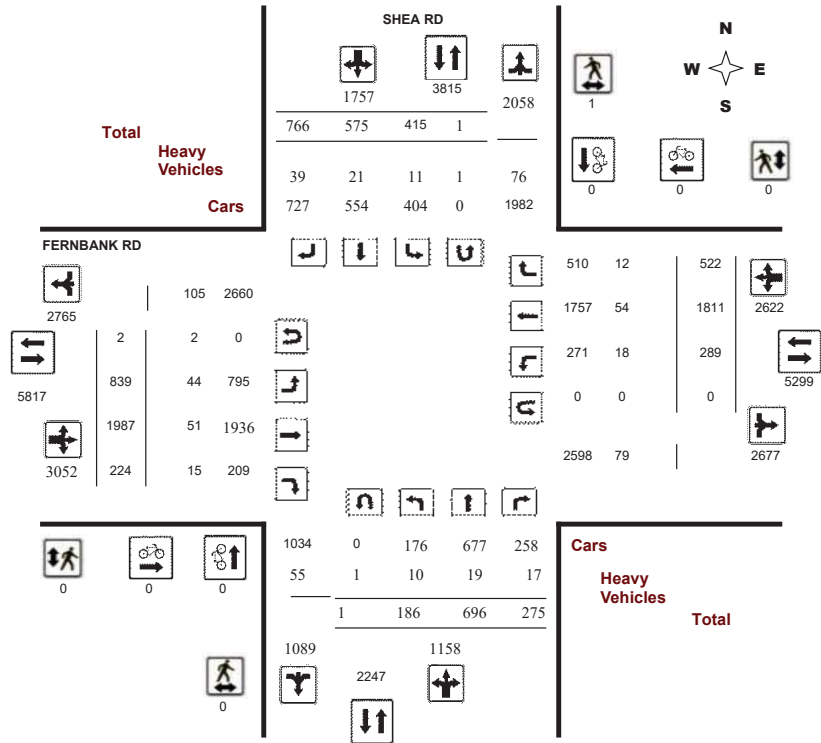 SHEA RD
N
W E
S
1757 3815 2058
1
766 575 415 1
Total
Heavy
Vehicles
39 21 11 1 76
Cars
727 554 404 0 1982
0 0 0
FERNBANK RD
510 12 522
2765
105 2660
1757 54 1811 2622
2 2 0
271 18 289
5817
839 44 795
5299
0 0 0
1987 51 1936
2598 79 2677
3052 224 15 209
1034 0 176 677 258
Cars
55 1 10 19 17
Heavy
Vehicles
0 0 0
1 186 696 275
Total
1089 1158
2247
0